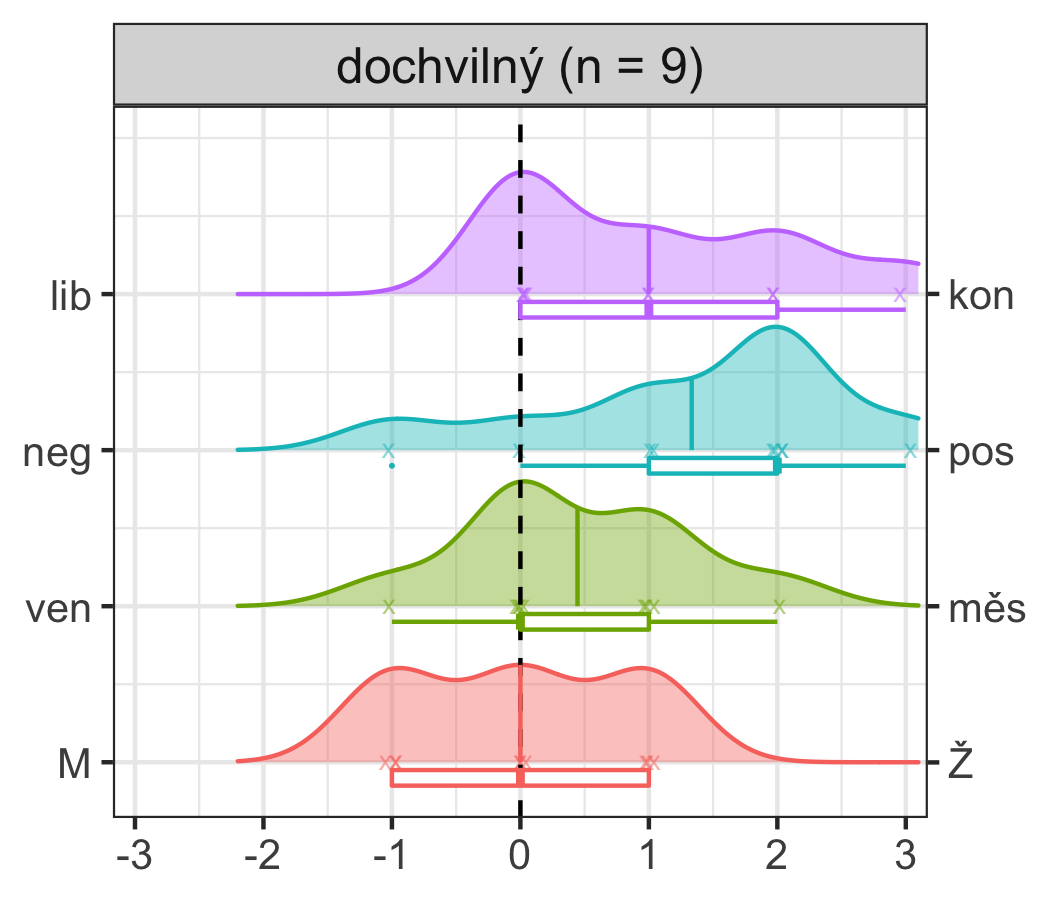 dochvilný (n = 9)
lib kon
neg pos
ven měs
M Ž
-3 -2 -1 0 1 2 3